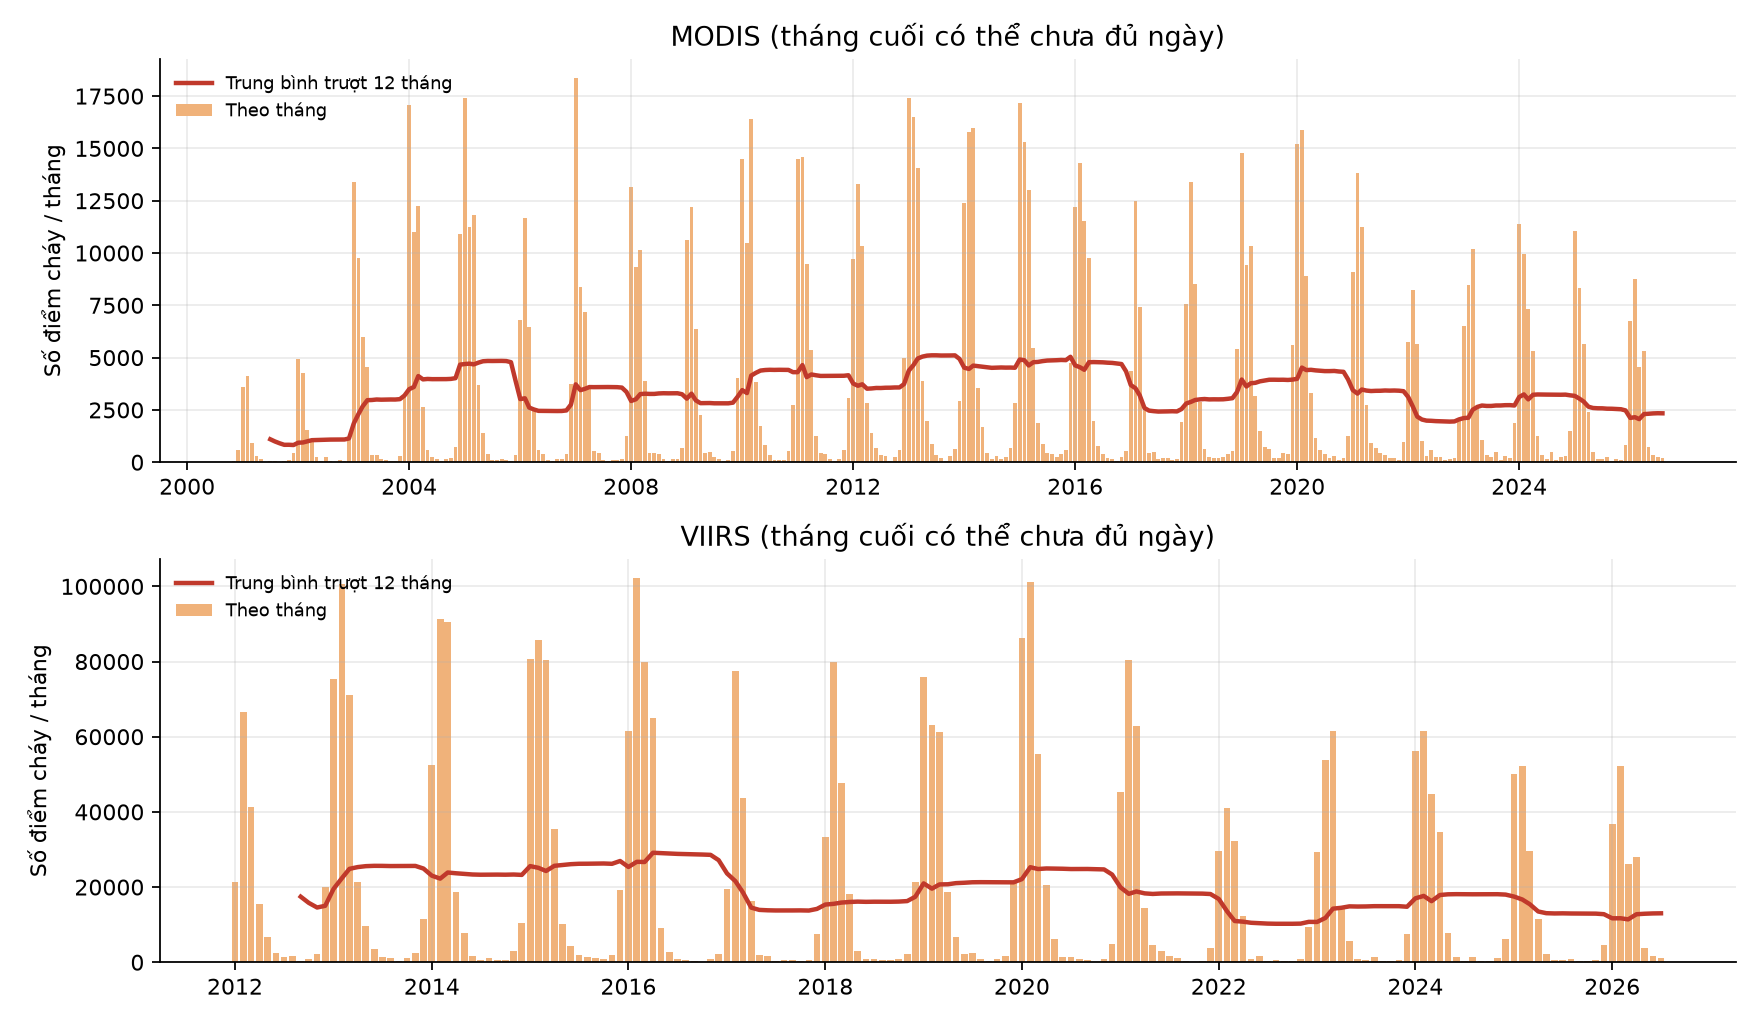 MODIS (tháng cuối có thể chưa đủ ngày)
Trung bình trượt 12 tháng
Theo tháng
Số điểm cháy / tháng
17500
15000
12500
10000
7500
5000
2500
0
2000 2004 2008 2012 2016 2020 2024
VIIRS (tháng cuối có thể chưa đủ ngày)
Trung bình trượt 12 tháng
Theo tháng
Số điểm cháy / tháng
100000
80000
60000
40000
20000
0
2012 2014 2016 2018 2020 2022 2024 2026